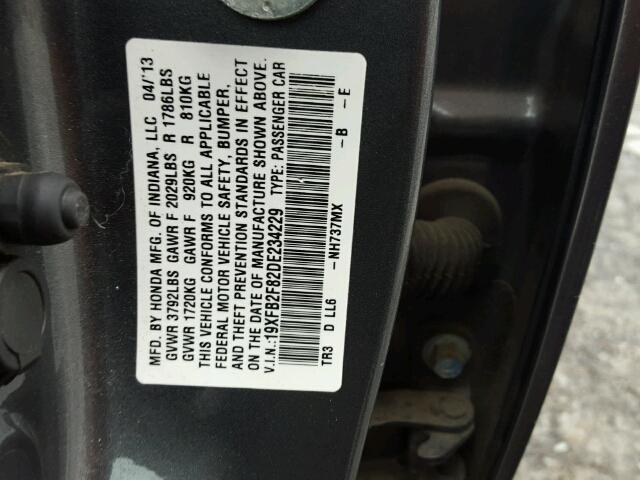 MFD. BY HONDA MFG. OF INDIANA, LLC 04/'13
GVWR 3792LBS GAWR F 2029LBS R 1786LBS
GVWR 1720KG GAWR F 920KG R 810KG
THIS VEHICLE CONFORMS TO ALL APPLICABLE
FEDERAL MOTOR VEHICLE SAFETY, BUMPER,
AND THEFT PREVENTION STANDARDS IN EFFECT
ON THE DATE OF MANUFACTURE SHOWN ABOVE.
V.I.N.:19XFB2F82DE234229 TYPE: PASSENGER CAR
TR3 D LL6 -NH737MX -B -E